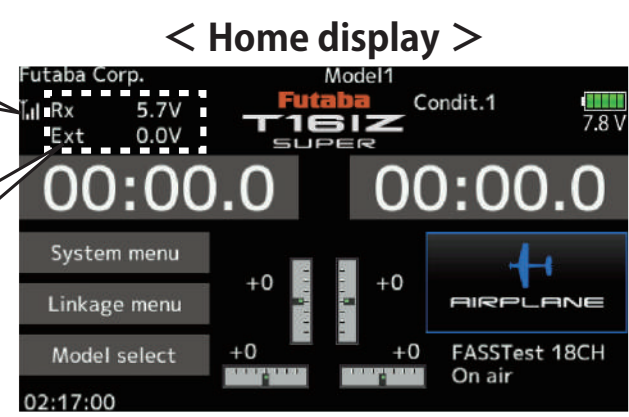 < Home display >
Futaba Corp. Model1
Rx 5.7V
Ext 0.0V
Futaba
T16IZ
SUPER
Condit.1
7.8 V
00:00.0 00:00.0
System menu
Linkage menu
Model select
+0 +0
+0 +0
AIRPLANE
FASSTest 18CH
On air
02:17:00